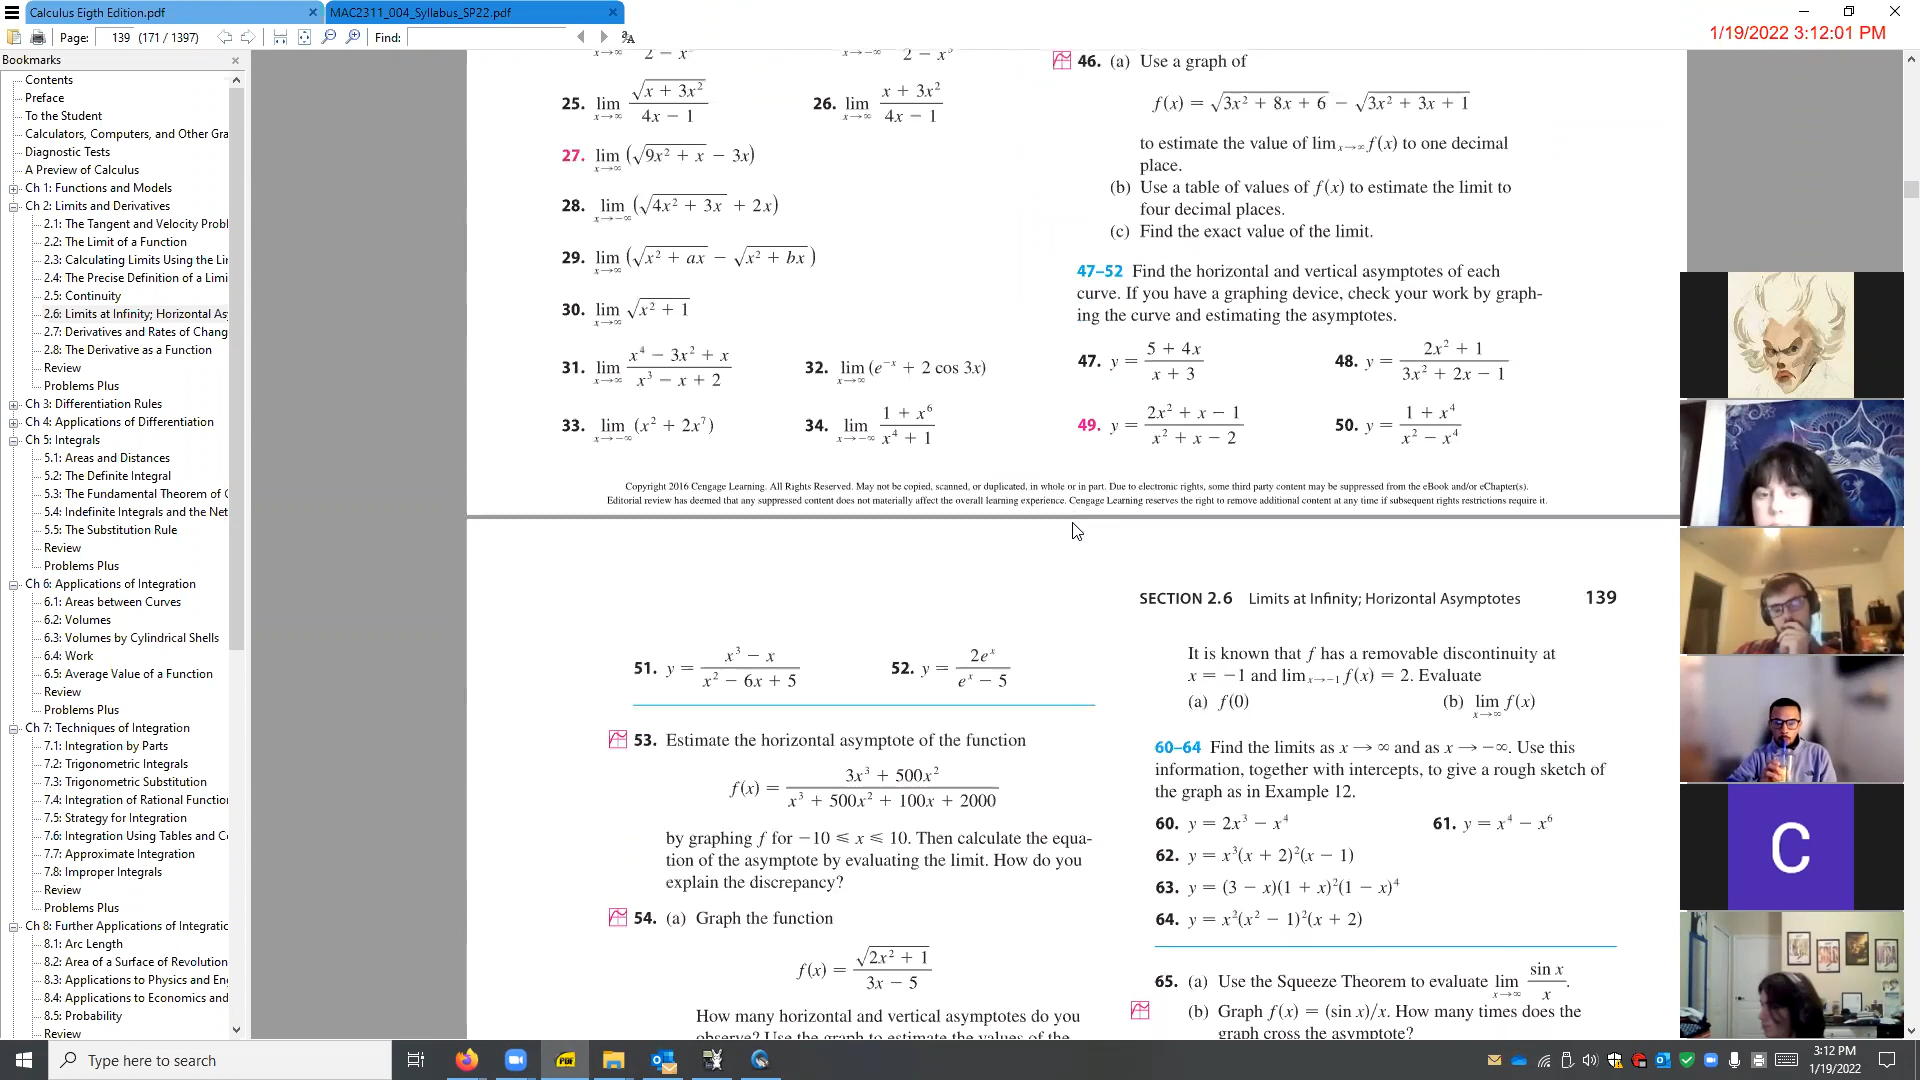 Calculus Eigth Edition.pdf
MAC2311_004_Syllabus_SP22.pdf
Page: 139 (171 / 1397)
Find:
1/19/2022 3:12:01 PM
Bookmarks
Contents
Preface
To the Student
Calculators, Computers, and Other Gra
Diagnostic Tests
A Preview of Calculus
Ch 1: Functions and Models
Ch 2: Limits and Derivatives
2.1: The Tangent and Velocity Probl
2.2: The Limit of a Function
2.3: Calculating Limits Using the Lin
2.4: The Precise Definition of a Limi
2.5: Continuity
2.6: Limits at Infinity; Horizontal As
2.7: Derivatives and Rates of Chang
2.8: The Derivative as a Function
Review
Problems Plus
Ch 3: Differentiation Rules
Ch 4: Applications of Differentiation
Ch 5: Integrals
5.1: Areas and Distances
5.2: The Definite Integral
5.3: The Fundamental Theorem of C
5.4: Indefinite Integrals and the Net
5.5: The Substitution Rule
Review
Problems Plus
Ch 6: Applications of Integration
6.1: Areas between Curves
6.2: Volumes
6.3: Volumes by Cylindrical Shells
6.4: Work
6.5: Average Value of a Function
Review
Problems Plus
Ch 7: Techniques of Integration
7.1: Integration by Parts
7.2: Trigonometric Integrals
7.3: Trigonometric Substitution
7.4: Integration of Rational Function
7.5: Strategy for Integration
7.6: Integration Using Tables and Co
7.7: Approximate Integration
7.8: Improper Integrals
Review
Problems Plus
Ch 8: Further Applications of Integratic
8.1: Arc Length
8.2: Area of a Surface of Revolution
8.3: Applications to Physics and Eng
8.4: Applications to Economics and
8.5: Probability
Review
25. lim x→∞ √(x + 3x²) / (4x − 1)
26. lim x→∞ (x + 3x²) / (4x − 1)
27. lim x→∞ (√(9x² + x) − 3x)
28. lim x→−∞ (√(4x² + 3x) + 2x)
29. lim x→∞ (√(x² + ax) − √(x² + bx))
30. lim x→∞ √(x² + 1)
31. lim x→∞ (x⁴ − 3x² + x) / (x³ − x + 2)
32. lim x→∞ (e⁻ˣ + 2 cos 3x)
33. lim x→−∞ (x² + 2x⁷)
34. lim x→−∞ (1 + x⁶) / (x⁴ + 1)
46. (a) Use a graph of
f(x) = √(3x² + 8x + 6) − √(3x² + 3x + 1)
to estimate the value of lim x→∞ f(x) to one decimal
place.
(b) Use a table of values of f(x) to estimate the limit to
four decimal places.
(c) Find the exact value of the limit.
47–52 Find the horizontal and vertical asymptotes of each
curve. If you have a graphing device, check your work by graph-
ing the curve and estimating the asymptotes.
47. y = (5 + 4x) / (x + 3)
48. y = (2x² + 1) / (3x² + 2x − 1)
49. y = (2x² + x − 1) / (x² + x − 2)
50. y = (1 + x⁴) / (x² − x⁴)
Copyright 2016 Cengage Learning. All Rights Reserved. May not be copied, scanned, or duplicated, in whole or in part. Due to electronic rights, some third party content may be suppressed from the eBook and/or eChapter(s).
Editorial review has deemed that any suppressed content does not materially affect the overall learning experience. Cengage Learning reserves the right to remove additional content at any time if subsequent rights restrictions require it.
SECTION 2.6 Limits at Infinity; Horizontal Asymptotes 139
51. y = (x³ − x) / (x² − 6x + 5)
52. y = 2eˣ / (eˣ − 5)
53. Estimate the horizontal asymptote of the function
f(x) = (3x³ + 500x²) / (x³ + 500x² + 100x + 2000)
by graphing f for −10 ⩽ x ⩽ 10. Then calculate the equa-
tion of the asymptote by evaluating the limit. How do you
explain the discrepancy?
54. (a) Graph the function
f(x) = √(2x² + 1) / (3x − 5)
How many horizontal and vertical asymptotes do you
observe? Use the graph to estimate the values of the
It is known that f has a removable discontinuity at
x = −1 and lim x→−1 f(x) = 2. Evaluate
(a) f(0) (b) lim x→∞ f(x)
60–64 Find the limits as x → ∞ and as x → −∞. Use this
information, together with intercepts, to give a rough sketch of
the graph as in Example 12.
60. y = 2x³ − x⁴
61. y = x⁴ − x⁶
62. y = x³(x + 2)²(x − 1)
63. y = (3 − x)(1 + x)²(1 − x)⁴
64. y = x²(x² − 1)²(x + 2)
65. (a) Use the Squeeze Theorem to evaluate lim x→∞ sin x / x.
(b) Graph f(x) = (sin x)/x. How many times does the
graph cross the asymptote?
C
Type here to search
PDF
3:12 PM
1/19/2022